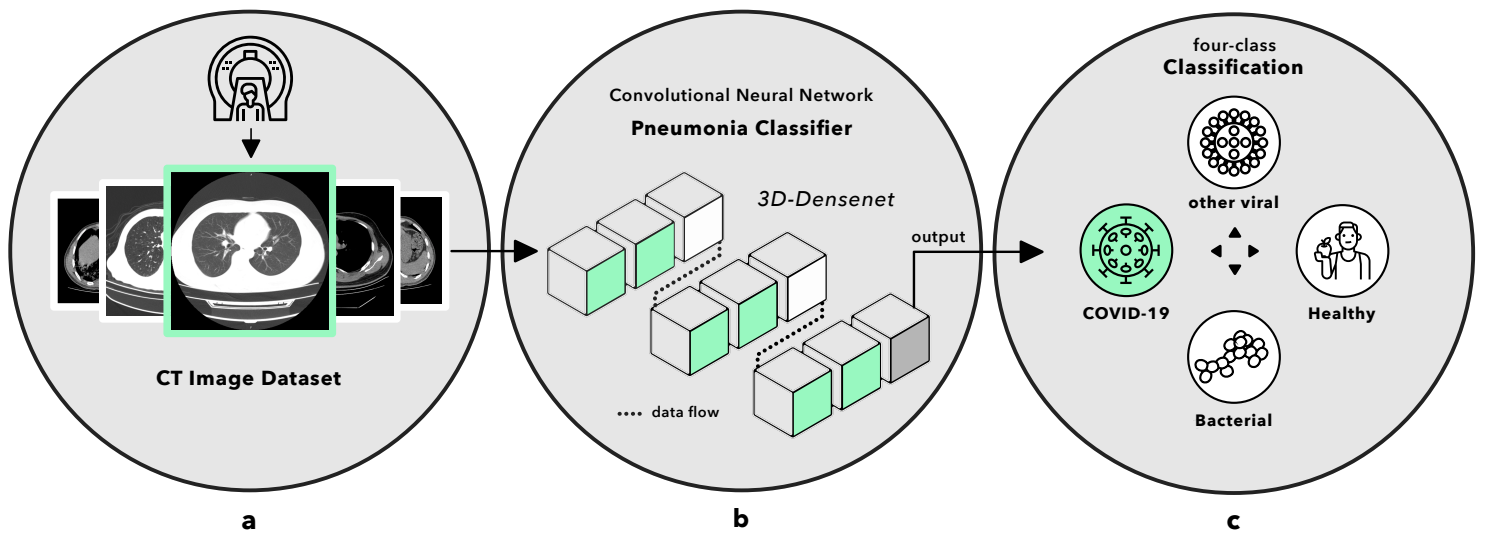 CT Image Dataset
a
Convolutional Neural Network
Pneumonia Classifier
3D-Densenet
data flow
output
b
four-class
Classification
other viral
COVID-19
Healthy
Bacterial
c